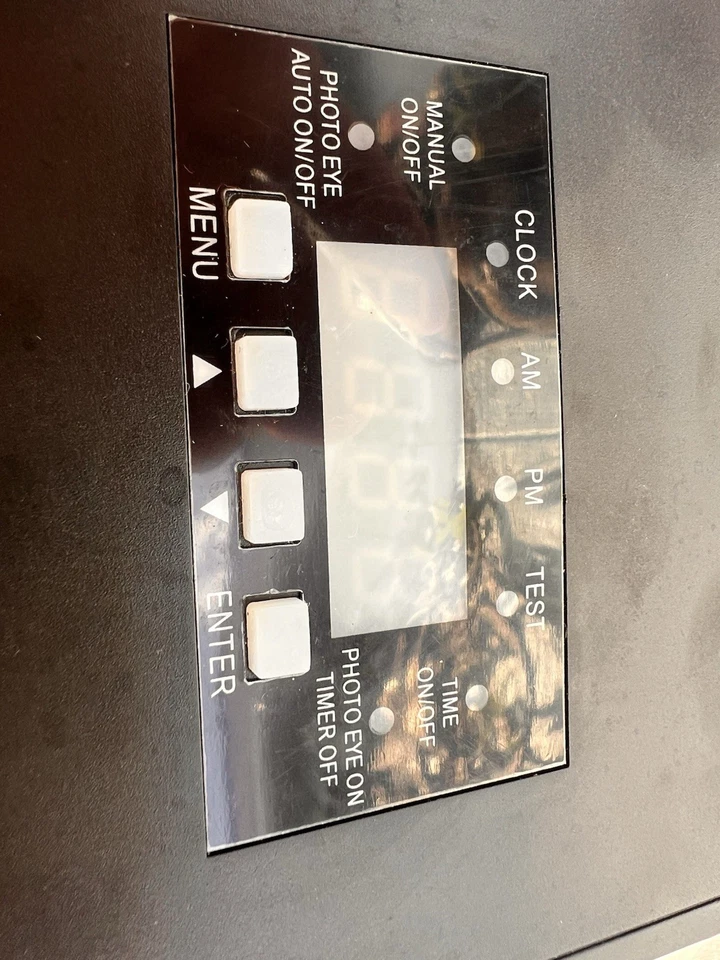 CLOCK
AM
PM
TEST
MANUAL
ON/OFF
TIME
ON/OFF
PHOTO EYE
AUTO ON/OFF
PHOTO EYE ON
TIMER OFF
MENU
ENTER